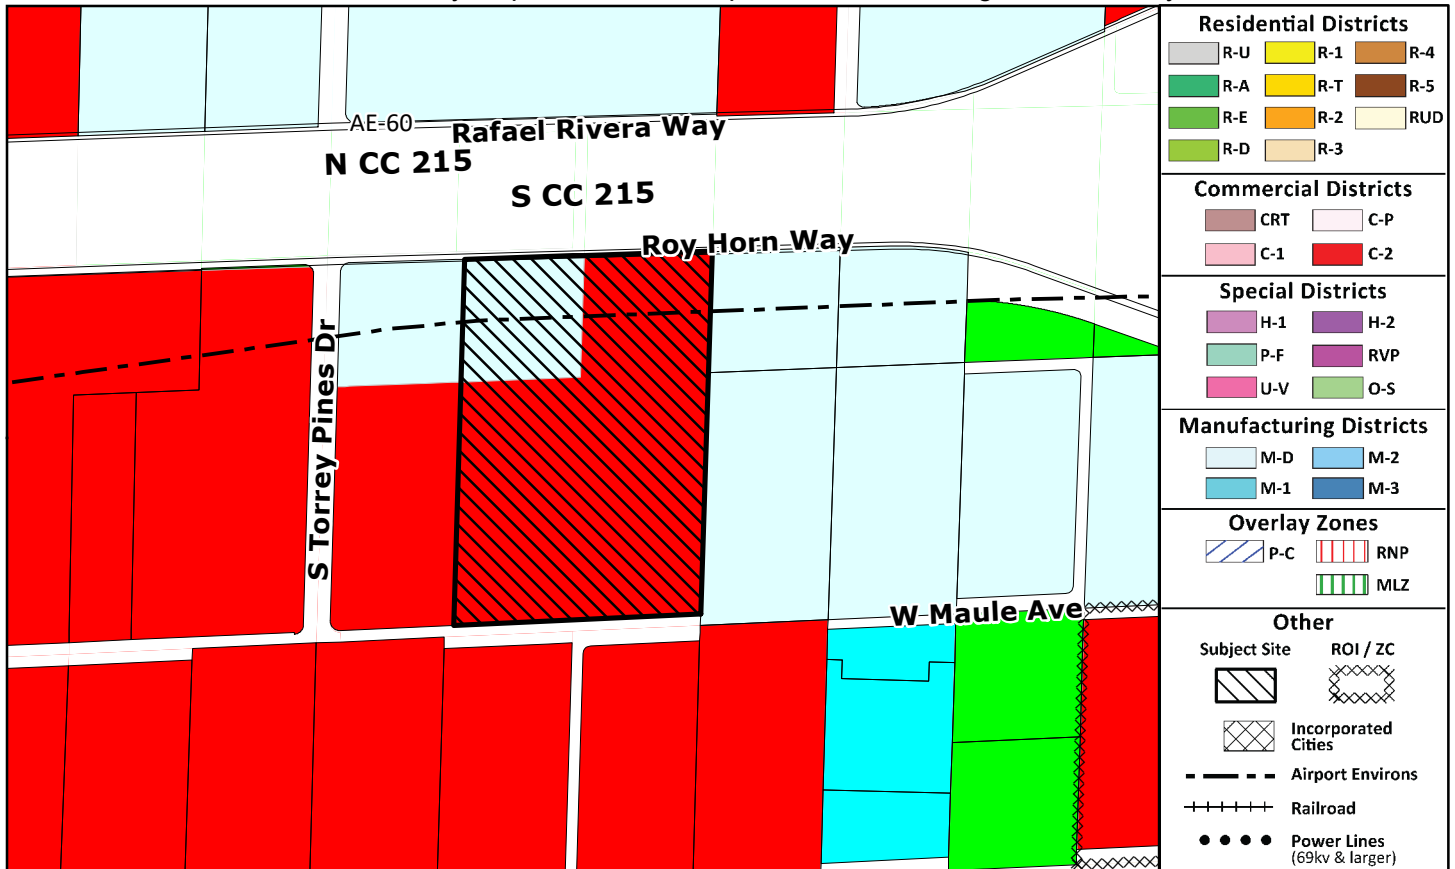 AE-60
Rafael Rivera Way
N CC 215
S CC 215
Roy Horn Way
S Torrey Pines Dr
W Maule Ave
Residential Districts
R-U
R-1
R-4
R-A
R-T
R-5
R-E
R-2
RUD
R-D
R-3
Commercial Districts
CRT
C-P
C-1
C-2
Special Districts
H-1
H-2
P-F
RVP
U-V
O-S
Manufacturing Districts
M-D
M-2
M-1
M-3
Overlay Zones
P-C
RNP
MLZ
Other
Subject Site
ROI / ZC
Incorporated
Cities
Airport Environs
Railroad
Power Lines
(69kv & larger)